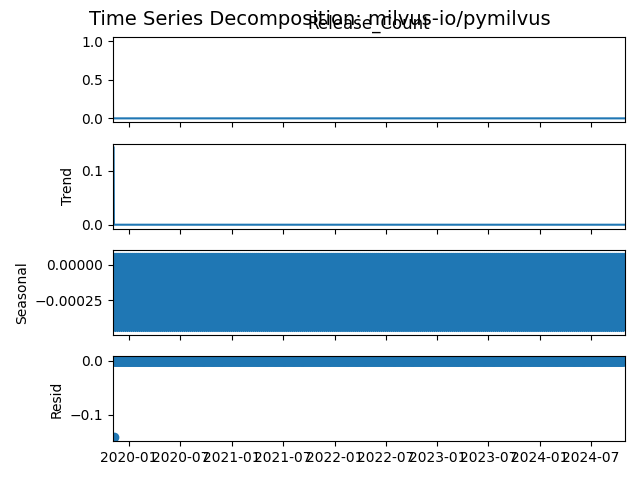 Time Series Decomposition: milvus-io/pymilvus
Release_Count
1.0
0.5
0.0
Trend
0.1
0.0
Seasonal
0.00000
−0.00025
Resid
0.0
−0.1
2020-01 2020-07 2021-01 2021-07 2022-01 2022-07 2023-01 2023-07 2024-01 2024-07